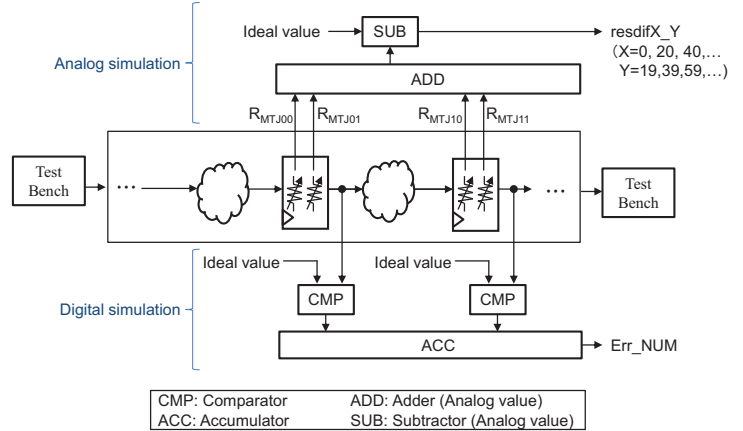 Ideal value
SUB
resdifX_Y
(X=0, 20, 40,…
Y=19,39,59,…)
Analog simulation
ADD
RMTJ00
RMTJ01
RMTJ10
RMTJ11
Test
Bench
…
…
Test
Bench
Ideal value
Ideal value
Digital simulation
CMP
CMP
ACC
Err_NUM
CMP: Comparator
ADD: Adder (Analog value)
ACC: Accumulator
SUB: Subtractor (Analog value)